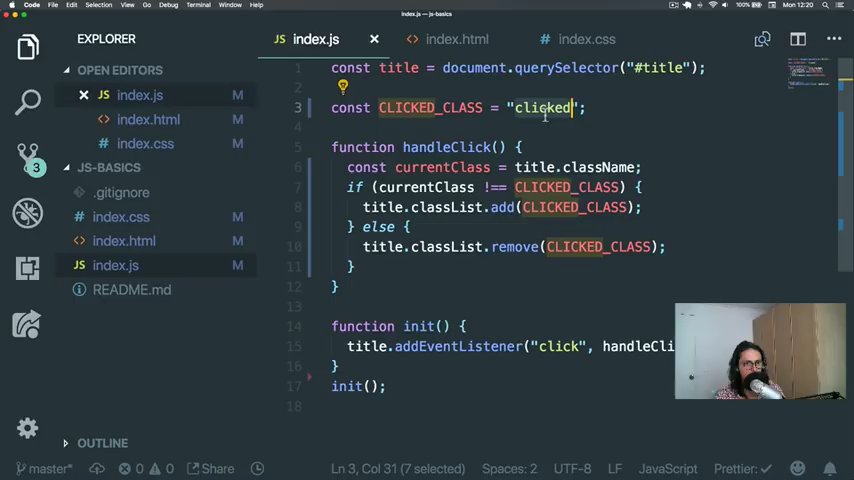 Code File Edit Selection View Go Debug Terminal Window Help 100% Mon 12:20
index.js — js-basics
EXPLORER
OPEN EDITORS
JS index.js M
<> index.html M
# index.css M
JS-BASICS
.gitignore
# index.css M
<> index.html M
JS index.js M
README.md
OUTLINE
3
JS index.js
<> index.html
# index.css
1 const title = document.querySelector("#title");
2
3 const CLICKED_CLASS = "clicked";
4
5 function handleClick() {
6 const currentClass = title.className;
7 if (currentClass !== CLICKED_CLASS) {
8 title.classList.add(CLICKED_CLASS);
9 } else {
10 title.classList.remove(CLICKED_CLASS);
11 }
12 }
13
14 function init() {
15 title.addEventListener("click", handleCli
16 }
17 init();
18
master* 0 0 Share Ln 3, Col 31 (7 selected) Spaces: 2 UTF-8 LF JavaScript Prettier: ✓